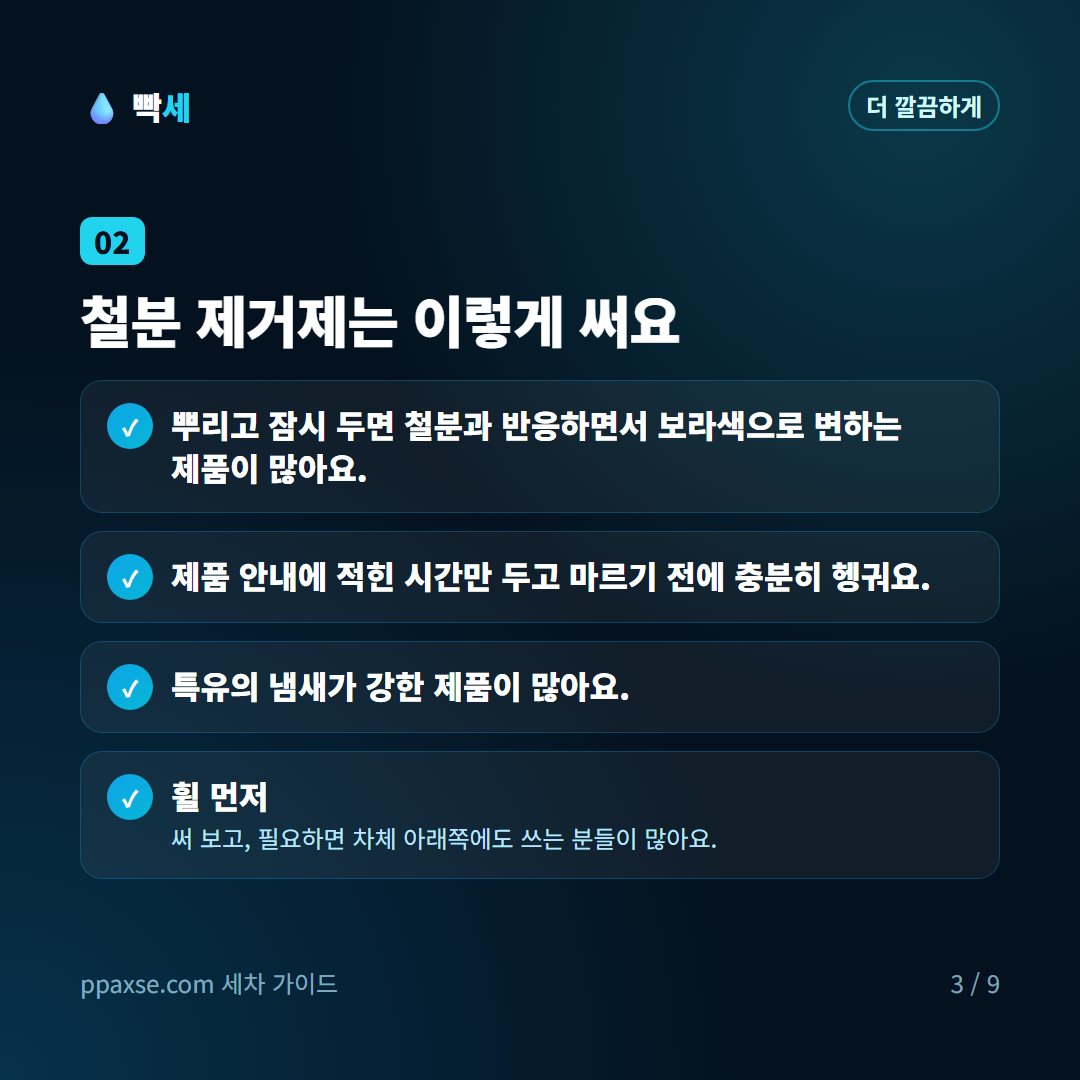 빡세
더 깔끔하게
02
철분 제거제는 이렇게 써요
뿌리고 잠시 두면 철분과 반응하면서 보라색으로 변하는
제품이 많아요.
제품 안내에 적힌 시간만 두고 마르기 전에 충분히 헹궈요.
특유의 냄새가 강한 제품이 많아요.
휠 먼저
써 보고, 필요하면 차체 아래쪽에도 쓰는 분들이 많아요.
ppaxse.com 세차 가이드
3 / 9